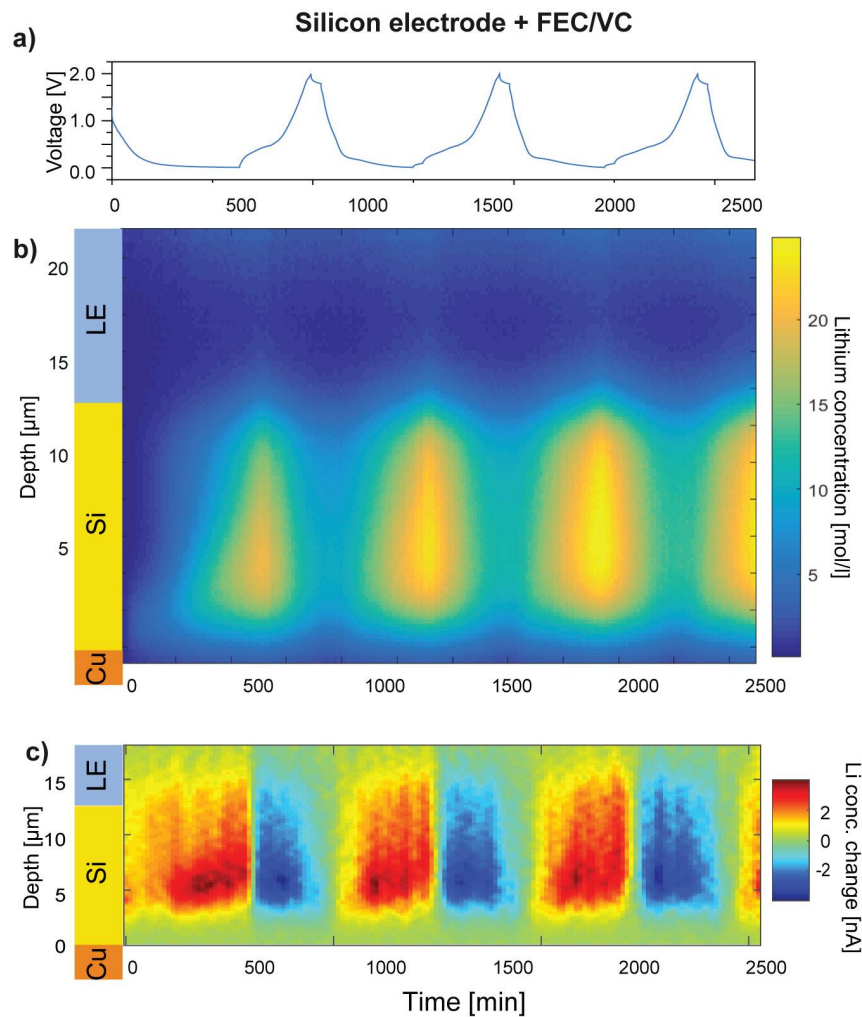 Silicon electrode + FEC/VC
a)
Voltage [V]
2.0
1.0
0.0
0 500 1000 1500 2000 2500
b)
LE
Si
Cu
Depth [µm]
20
15
10
5
0 500 1000 1500 2000 2500
Lithium concentration [mol/l]
20
10
5
c)
LE
Si
Cu
Depth [µm]
15
10
5
0
0 500 1000 1500 2000 2500
Time [min]
Li conc. change [nA]
2
0
-2